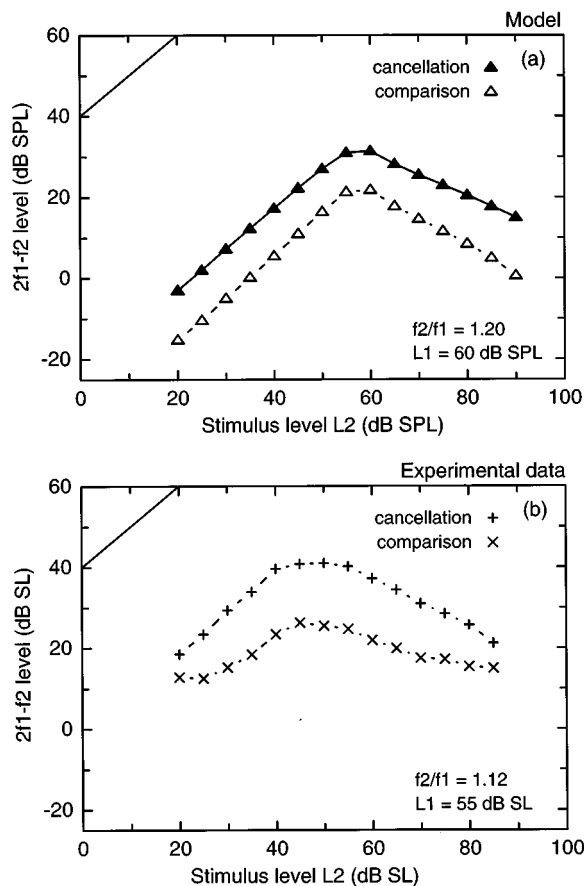 Model
60
(a)
cancellation
comparison
40
20
0
-20
2f1-f2 level (dB SPL)
f2/f1 = 1.20
L1 = 60 dB SPL
0 20 40 60 80 100
Stimulus level L2 (dB SPL)
Experimental data
60
(b)
cancellation
comparison
40
20
0
-20
2f1-f2 level (dB SL)
f2/f1 = 1.12
L1 = 55 dB SL
0 20 40 60 80 100
Stimulus level L2 (dB SL)